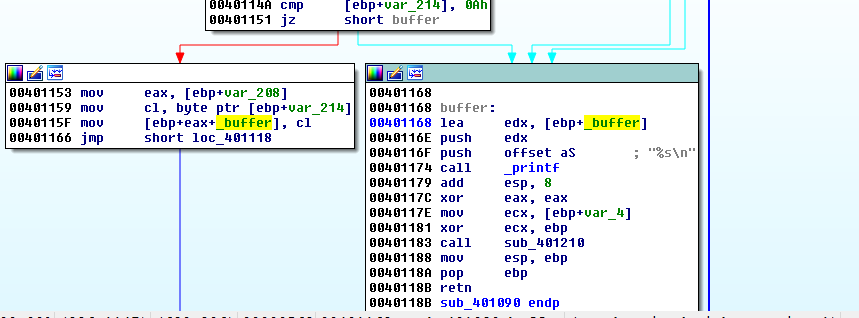 0040114A cmp [ebp+var_214], 0Ah
00401151 jz short buffer
00401153 mov eax, [ebp+var_208]
00401159 mov cl, byte ptr [ebp+var_214]
0040115F mov [ebp+eax+_buffer], cl
00401166 jmp short loc_401118
00401168
00401168 buffer:
00401168 lea edx, [ebp+_buffer]
0040116E push edx
0040116F push offset aS ; "%s\n"
00401174 call _printf
00401179 add esp, 8
0040117C xor eax, eax
0040117E mov ecx, [ebp+var_4]
00401181 xor ecx, ebp
00401183 call sub_401210
00401188 mov esp, ebp
0040118A pop ebp
0040118B retn
0040118B sub_401090 endp